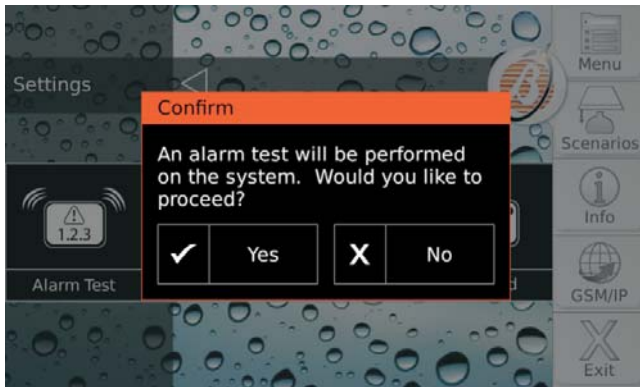 Menu
Settings
Confirm
An alarm test will be performed
on the system. Would you like to
proceed?
Yes
X
No
Scenarios
Info
1.2.3
Alarm Test
d
GSM/IP
Exit